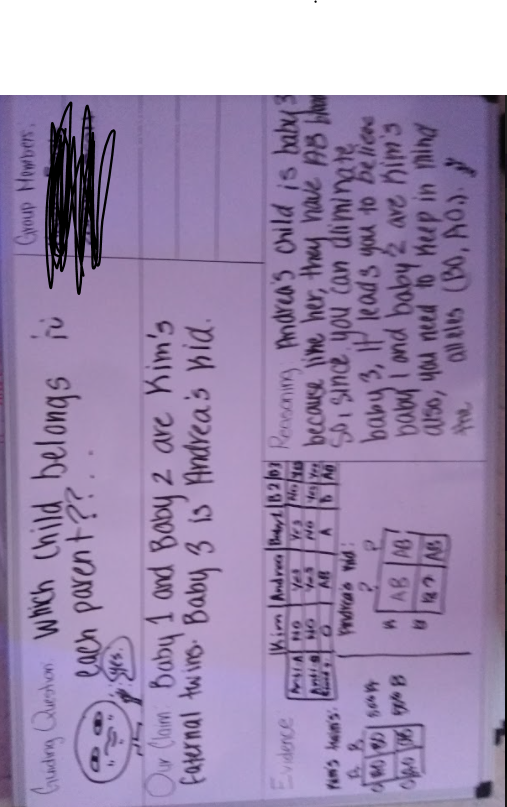 Guiding Question: Which child belongs
each parent??...
yes.
Group Members:
Our Claim: Baby 1 and Baby 2 are Kim's
faternal twins. Baby 3 is Andrea's kid.
Evidence:
Kim Andrea Baby 1 B2 B3
Anti-A NO Yes Yes No Yes
Anti-B NO Yes NO Yes Yes
O AB A B AB
Kim's twins:
50% A
50% B
Andrea's kid:
? ?
A AB AB
B B? AB
Reasoning: Andrea's child is baby 3
because like her, they have AB
So, since you can eliminate
baby 3, it leads you to believe
baby 1 and baby 2 are Kim's
also, you need to keep in mind
the alleles (BO, AO).